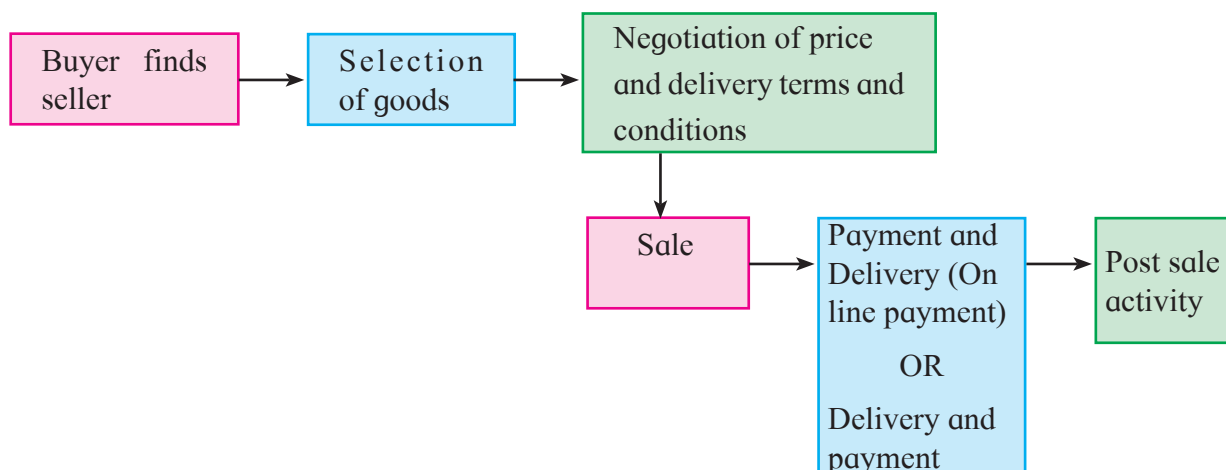 Buyer finds
seller
Selection
of goods
Negotiation of price
and delivery terms and
conditions
Sale
Payment and
Delivery (On
line payment)
OR
Delivery and
payment
Post sale
activity